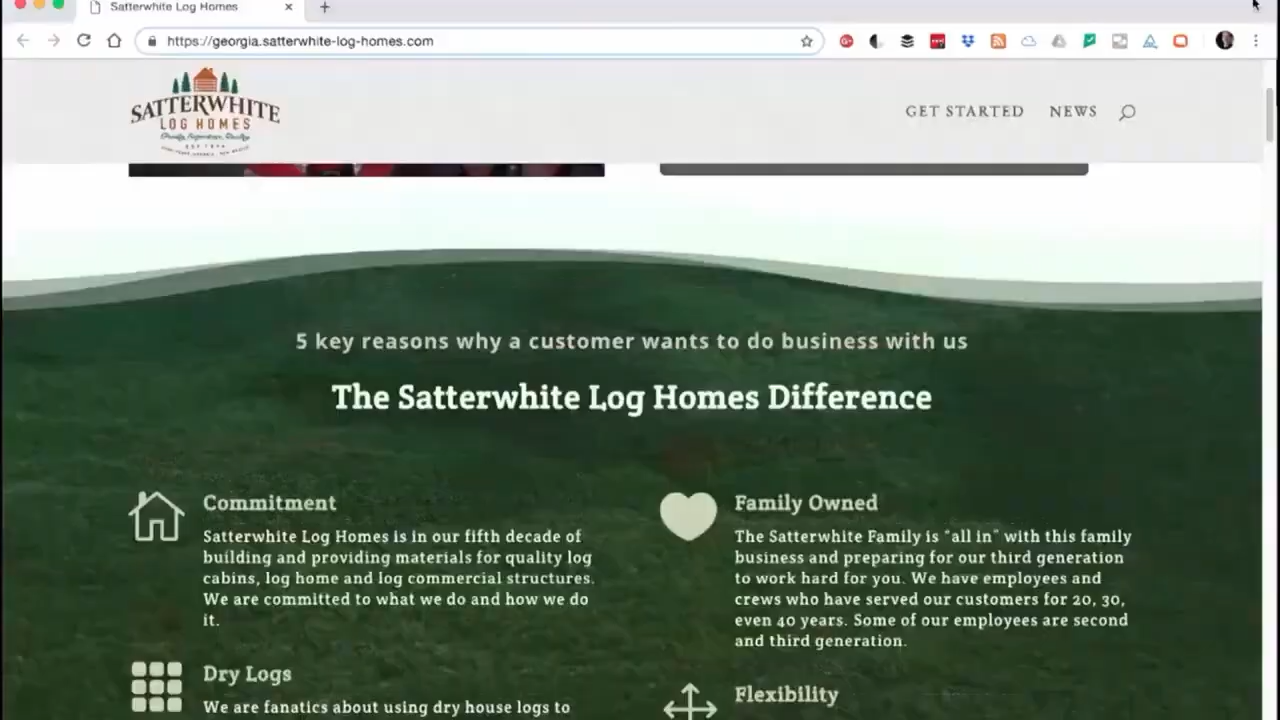 Satterwhite Log Homes
https://georgia.satterwhite-log-homes.com
SATTERWHITE
LOG HOMES
GET STARTED
NEWS
5 key reasons why a customer wants to do business with us
The Satterwhite Log Homes Difference
Commitment
Satterwhite Log Homes is in our fifth decade of
building and providing materials for quality log
cabins, log home and log commercial structures.
We are committed to what we do and how we do
it.
Family Owned
The Satterwhite Family is "all in" with this family
business and preparing for our third generation
to work hard for you. We have employees and
crews who have served our customers for 20, 30,
even 40 years. Some of our employees are second
and third generation.
Dry Logs
We are fanatics about using dry house logs to
Flexibility